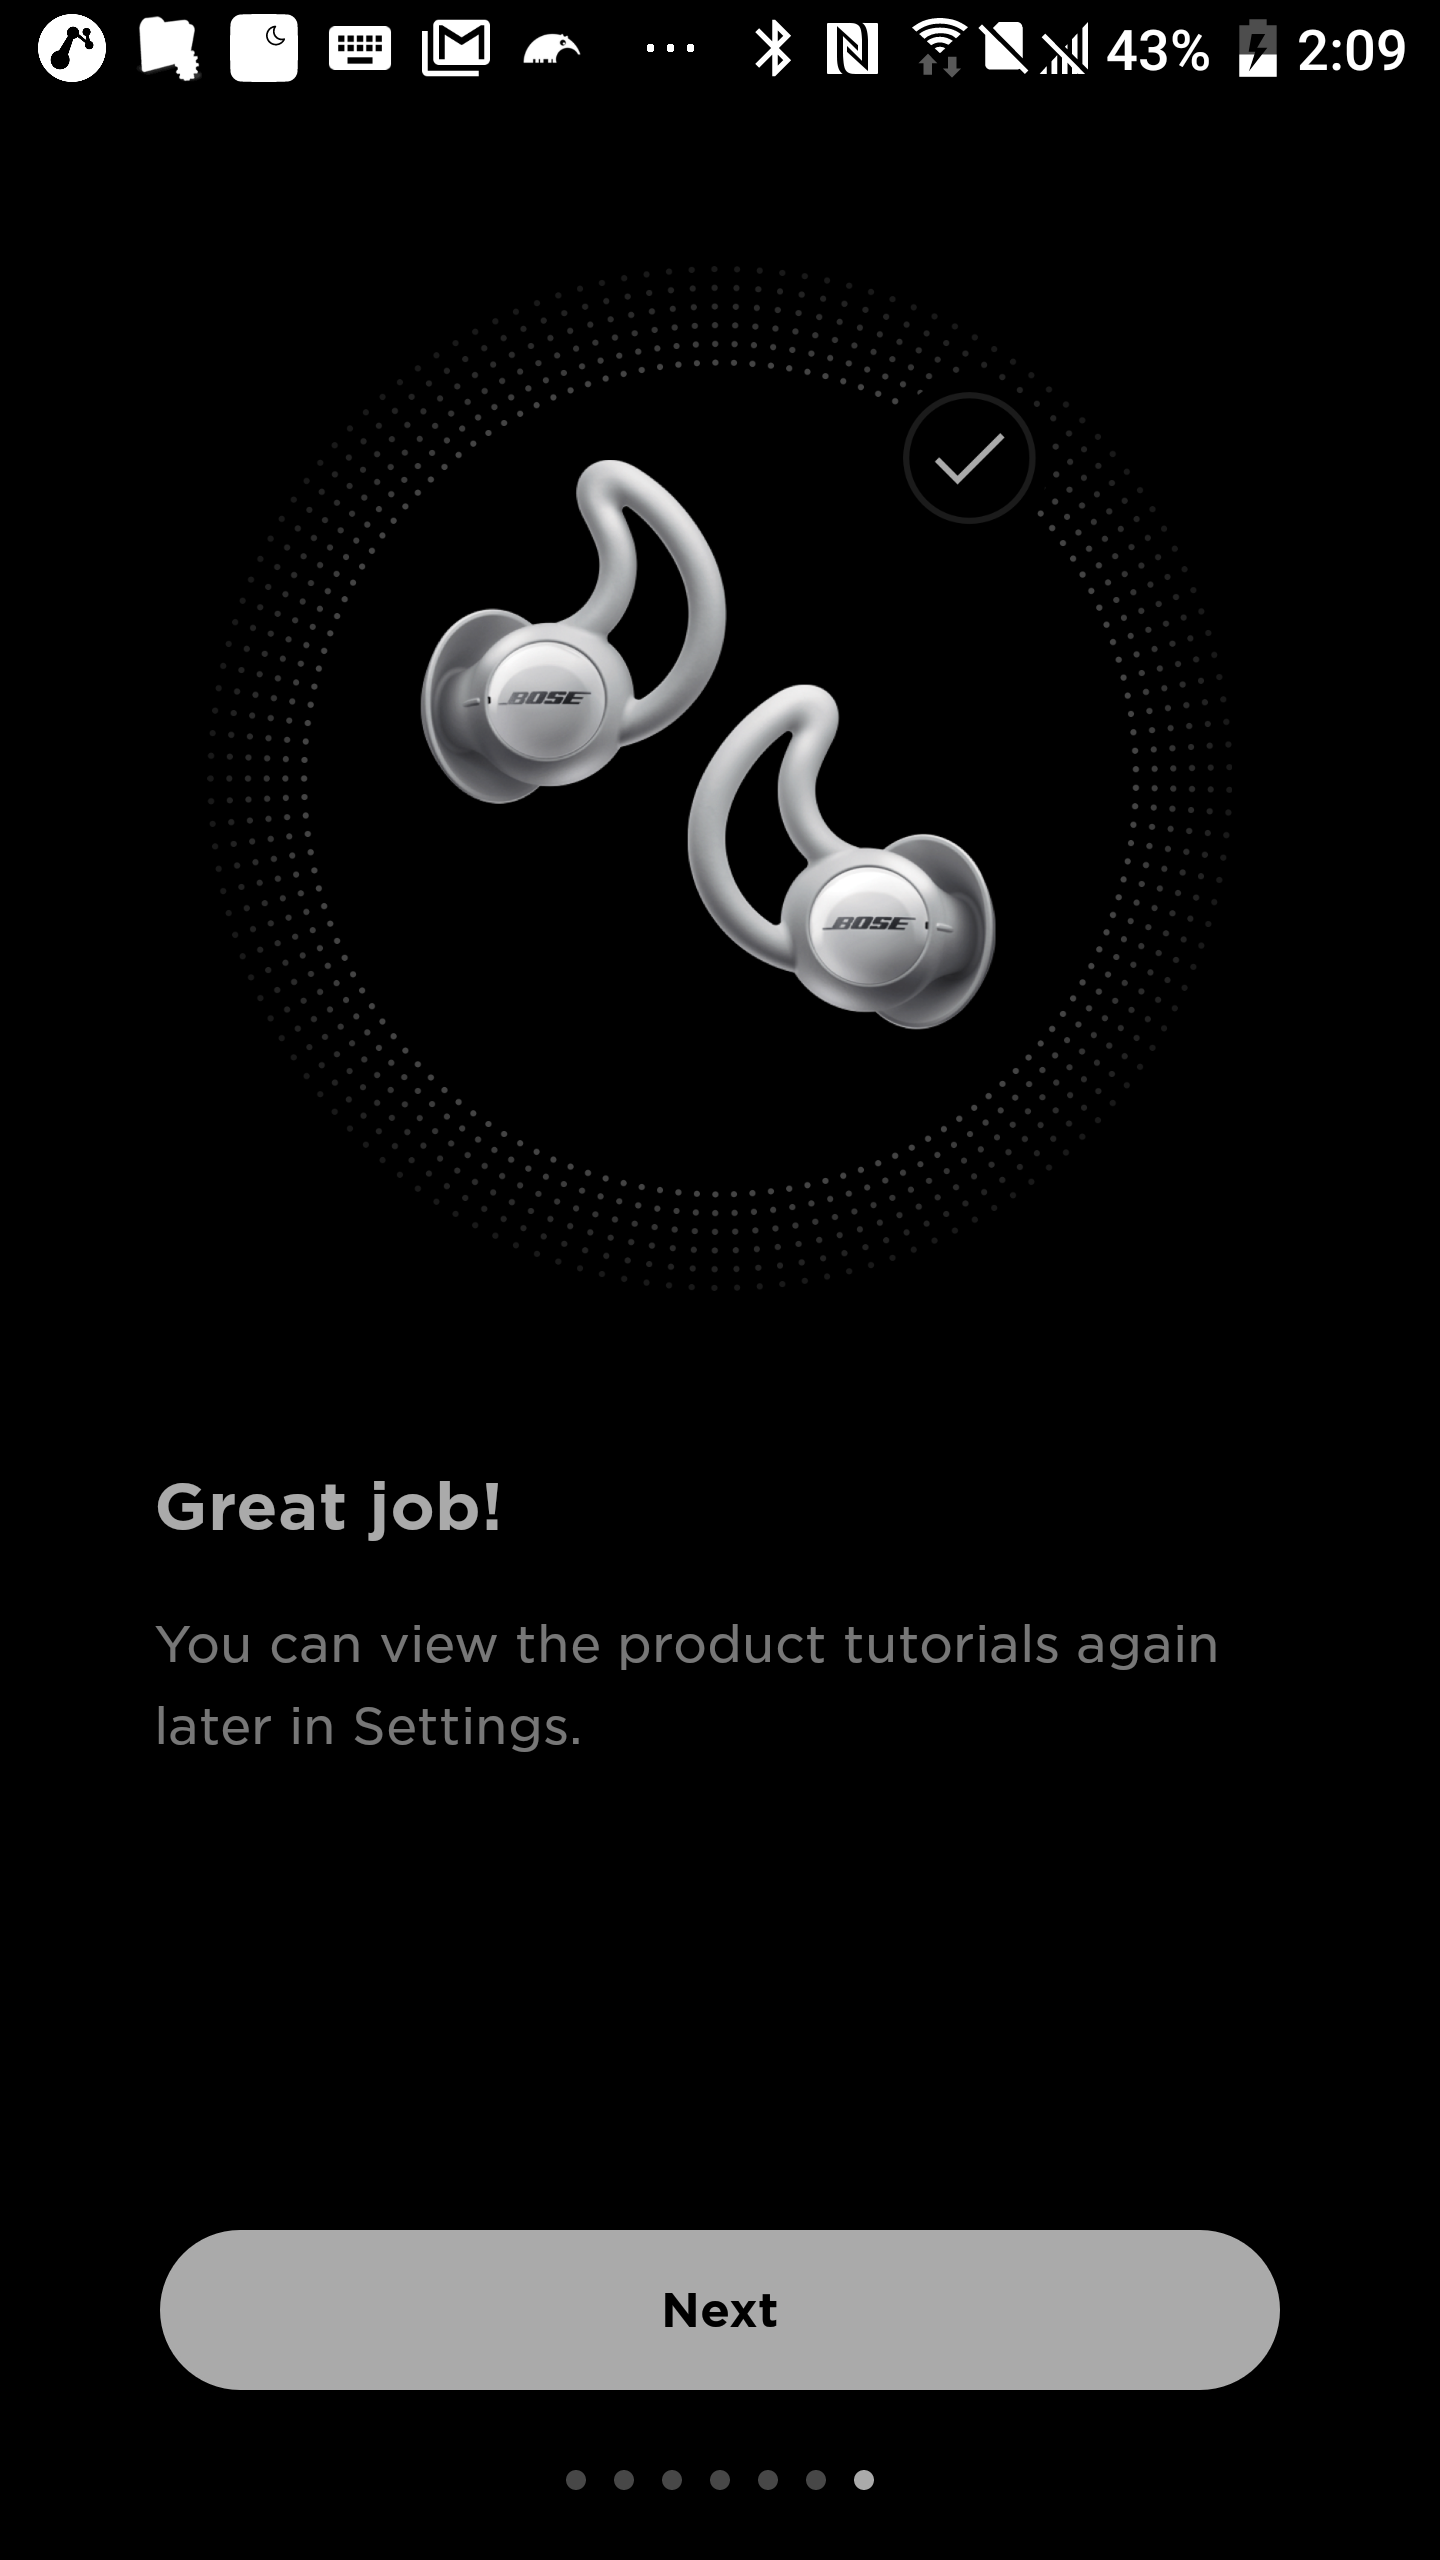 43% 2:09
BOSE
BOSE
Great job!
You can view the product tutorials again
later in Settings.
Next